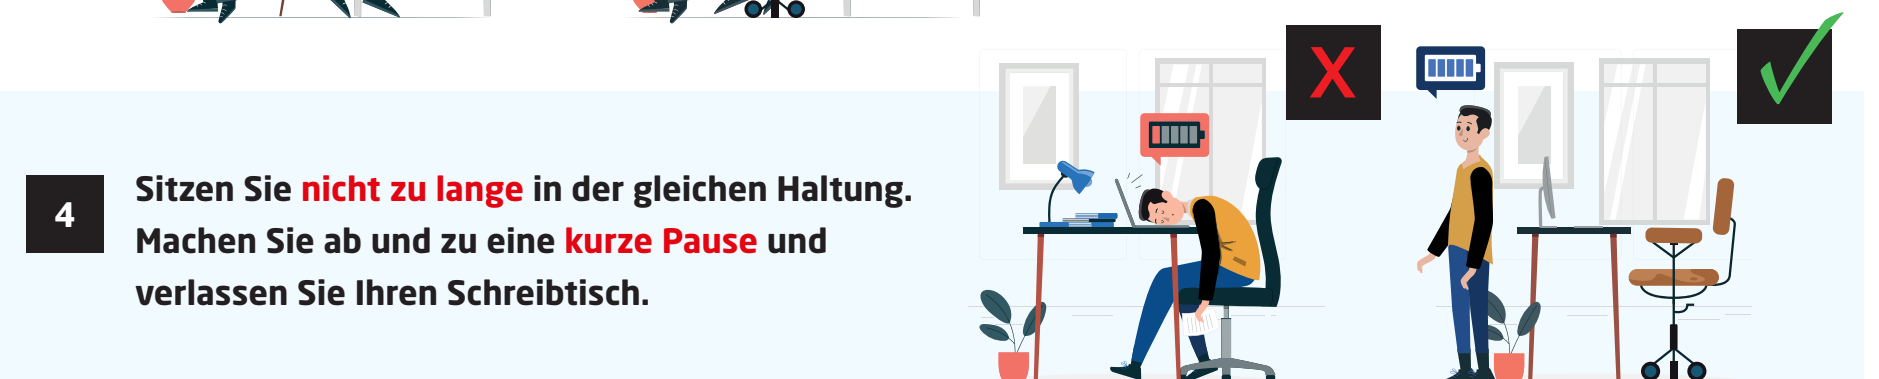 X
4
Sitzen Sie nicht zu lange in der gleichen Haltung.
Machen Sie ab und zu eine kurze Pause und
verlassen Sie Ihren Schreibtisch.